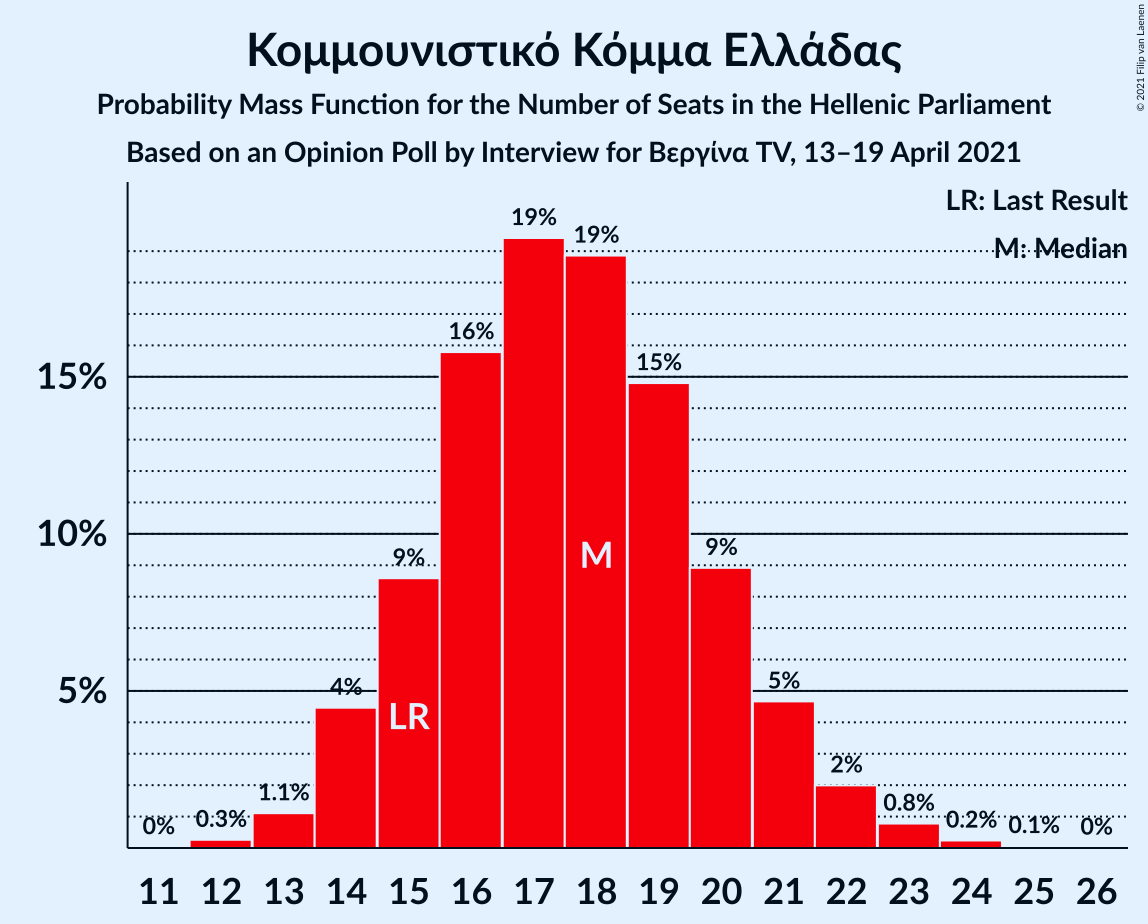 Κομμουνιστικό Κόμμα Ελλάδας
Probability Mass Function for the Number of Seats in the Hellenic Parliament
Based on an Opinion Poll by Interview for Βεργίνα TV, 13–19 April 2021
© 2021 Filip van Laenen
LR: Last Result
M: Median
15%
10%
5%
0%
0.3%
1.1%
4%
9%
16%
19%
19%
15%
9%
5%
2%
0.8%
0.2%
0.1%
0%
LR
M
11 12 13 14 15 16 17 18 19 20 21 22 23 24 25 26